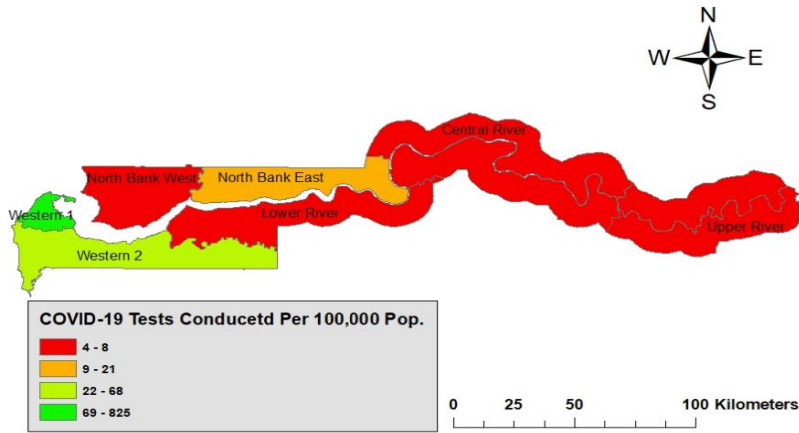 N
W E
S
Central River
North Bank West
North Bank East
Western 1
Lower River
Upper River
Western 2
COVID-19 Tests Conducetd Per 100,000 Pop.
4 - 8
9 - 21
22 - 68
69 - 825
0 25 50 100 Kilometers